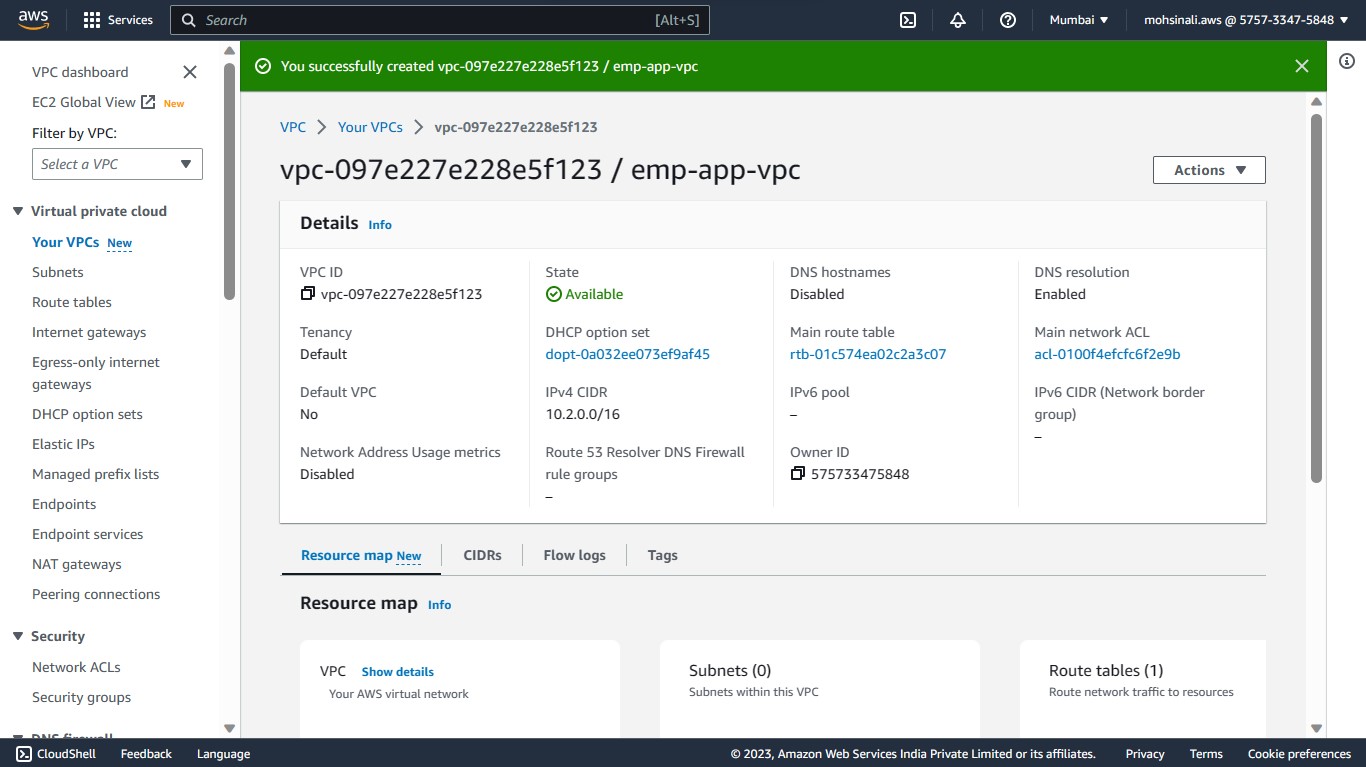 aws
Services
Search
[Alt+S]
Mumbai
mohsinali.aws @ 5757-3347-5848
VPC dashboard
EC2 Global View New
Filter by VPC:
Select a VPC
Virtual private cloud
Your VPCs New
Subnets
Route tables
Internet gateways
Egress-only internet
gateways
DHCP option sets
Elastic IPs
Managed prefix lists
Endpoints
Endpoint services
NAT gateways
Peering connections
Security
Network ACLs
Security groups
DNS firewall
You successfully created vpc-097e227e228e5f123 / emp-app-vpc
VPC
Your VPCs
vpc-097e227e228e5f123
vpc-097e227e228e5f123 / emp-app-vpc
Actions
Details Info
VPC ID
vpc-097e227e228e5f123
State
Available
DNS hostnames
Disabled
DNS resolution
Enabled
Tenancy
Default
DHCP option set
dopt-0a032ee073ef9af45
Main route table
rtb-01c574ea02c2a3c07
Main network ACL
acl-0100f4efcfc6f2e9b
Default VPC
No
IPv4 CIDR
10.2.0.0/16
IPv6 pool
–
IPv6 CIDR (Network border
group)
–
Network Address Usage metrics
Disabled
Route 53 Resolver DNS Firewall
rule groups
–
Owner ID
575733475848
Resource map New
CIDRs
Flow logs
Tags
Resource map Info
VPC Show details
Your AWS virtual network
Subnets (0)
Subnets within this VPC
Route tables (1)
Route network traffic to resources
CloudShell
Feedback
Language
© 2023, Amazon Web Services India Private Limited or its affiliates.
Privacy
Terms
Cookie preferences